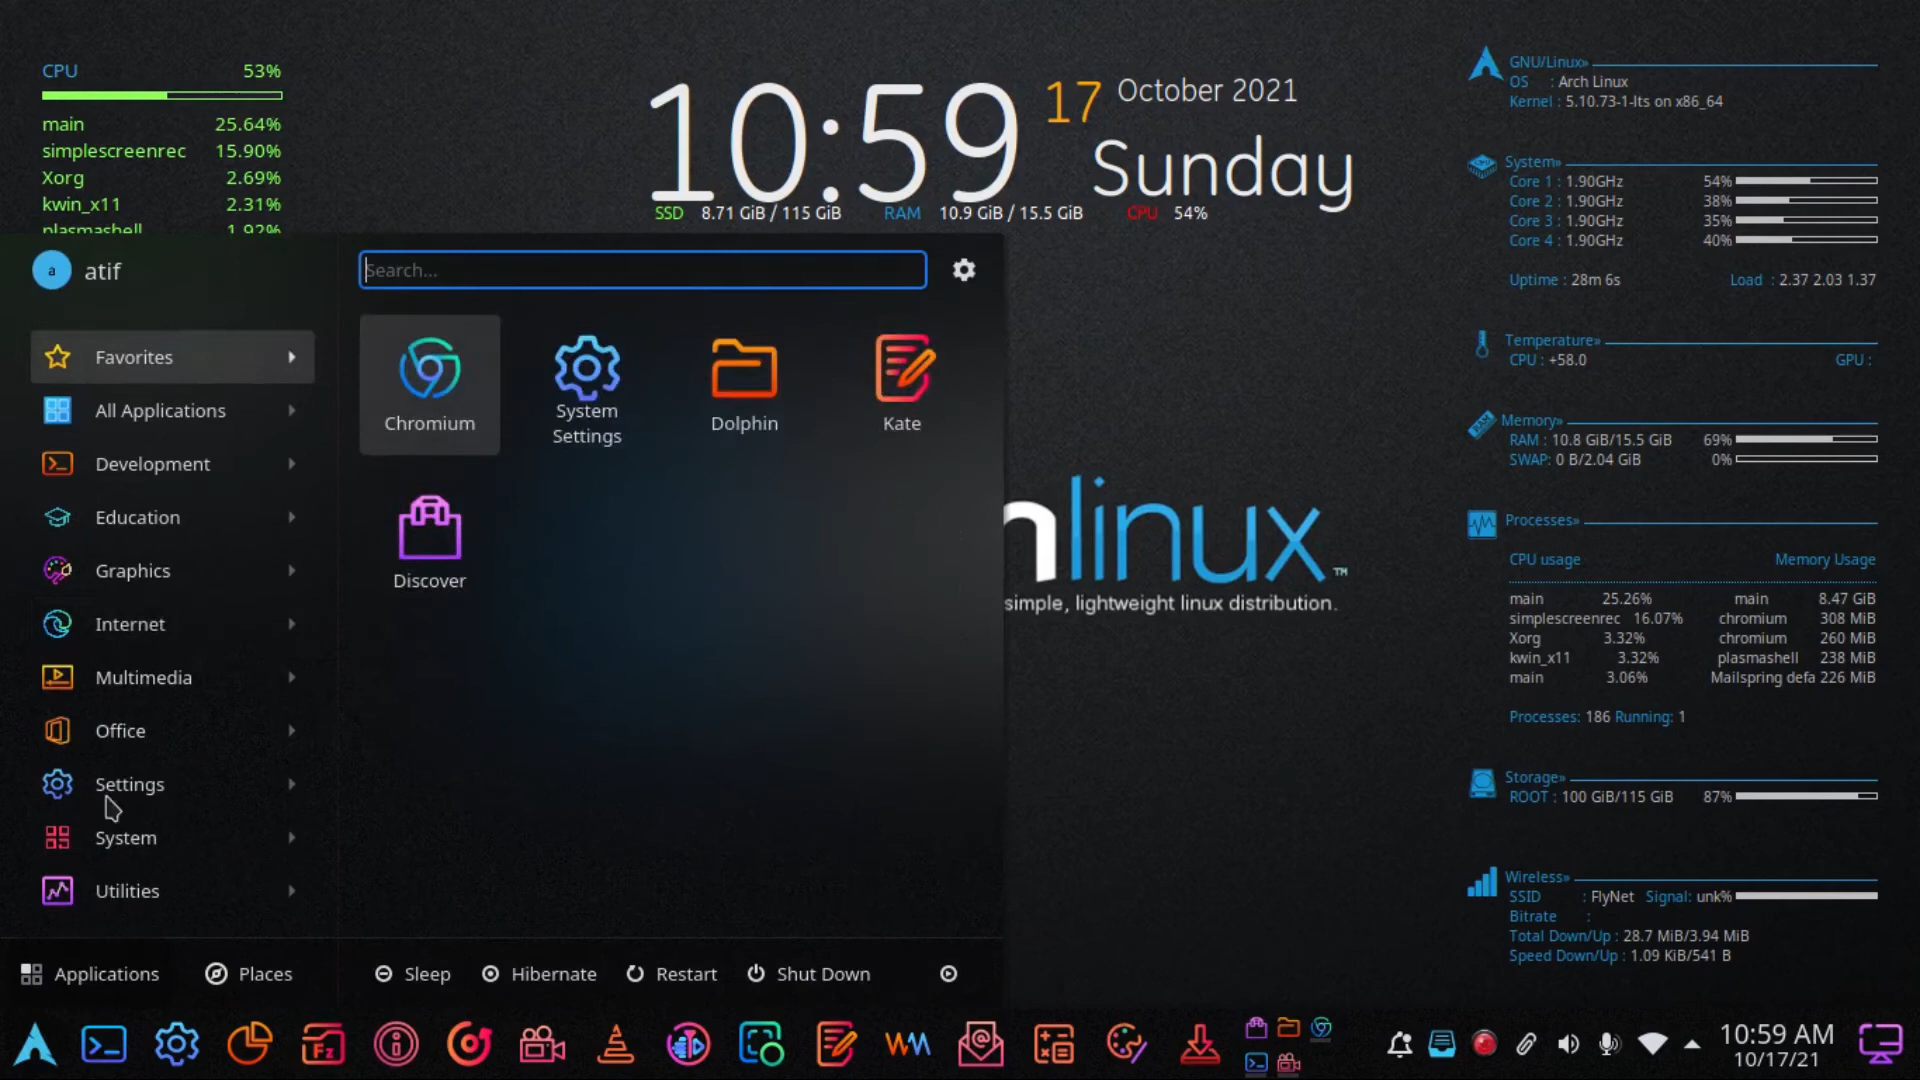 CPU 53%
main 25.64%
simplescreenrec 15.90%
Xorg 2.69%
kwin_x11 2.31%
plasmashell 1.92%
10:59 17 October 2021
Sunday
SSD 8.71 GiB / 115 GiB RAM 10.9 GiB / 15.5 GiB CPU 54%
GNU/Linux»
OS : Arch Linux
Kernel : 5.10.73-1-lts on x86_64
System»
Core 1 : 1.90GHz 54%
Core 2 : 1.90GHz 38%
Core 3 : 1.90GHz 35%
Core 4 : 1.90GHz 40%
Uptime : 28m 6s Load : 2.37 2.03 1.37
Temperature»
CPU : +58.0 GPU :
Memory»
RAM : 10.8 GiB/15.5 GiB 69%
SWAP: 0 B/2.04 GiB 0%
Processes»
CPU usage Memory Usage
main 25.26% main 8.47 GiB
simplescreenrec 16.07% chromium 308 MiB
Xorg 3.32% chromium 260 MiB
kwin_x11 3.32% plasmashell 238 MiB
main 3.06% Mailspring defa 226 MiB
Processes: 186 Running: 1
Storage»
ROOT : 100 GiB/115 GiB 87%
Wireless»
SSID : FlyNet Signal: unk%
Bitrate :
Total Down/Up : 28.7 MiB/3.94 MiB
Speed Down/Up : 1.09 KiB/541 B
a atif
Search...
Favorites
All Applications
Development
Education
Graphics
Internet
Multimedia
Office
Settings
System
Utilities
Chromium
System Settings
Dolphin
Kate
Discover
nlinux™
simple, lightweight linux distribution.
Applications Places Sleep Hibernate Restart Shut Down
Fz
10:59 AM
10/17/21